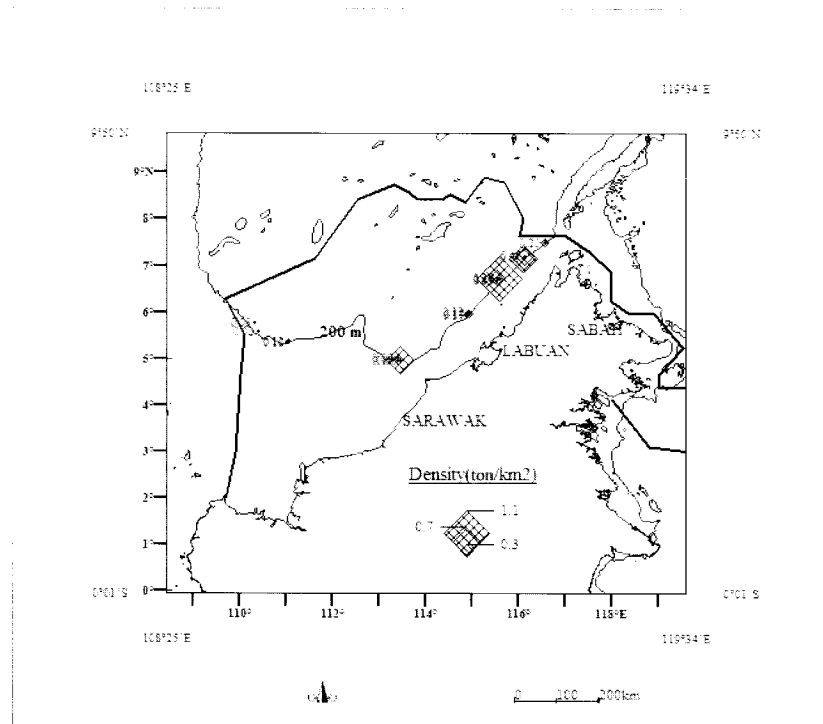 108°25´E 119°34´E
9°50´N 9°50´N
9°N
8°
7°
6°
200 m
SABAH
5°
LABUAN
4°
SARAWAK
3°
Density(ton/km2)
2°
1.1
0.7
1°
0.3
0°01´S 0°
0°01´S
110° 112° 114° 116° 118°E
108°25´E 119°34´E
0 100 200km